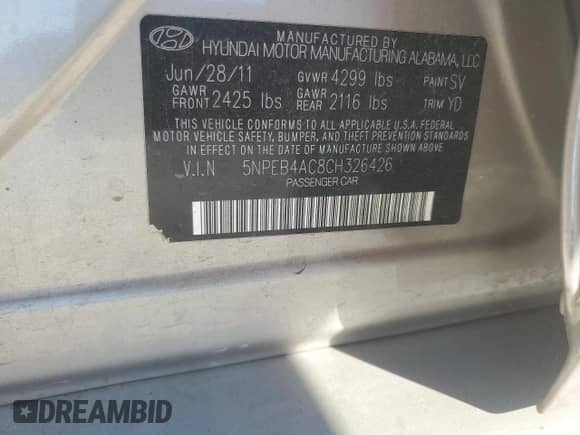 MANUFACTURED BY
HYUNDAI MOTOR MANUFACTURING ALABAMA, LLC
Jun/28/11 GVWR 4299 lbs PAINT SV
GAWR FRONT 2425 lbs GAWR REAR 2116 lbs TRIM YD
THIS VEHICLE CONFORMS TO ALL APPLICABLE U.S.A. FEDERAL
MOTOR VEHICLE SAFETY, BUMPER, AND THEFT PREVENTION STANDARDS
IN EFFECT ON THE DATE OF MANUFACTURE SHOWN ABOVE
V.I.N 5NPEB4AC8CH326426
PASSENGER CAR
DREAMBID